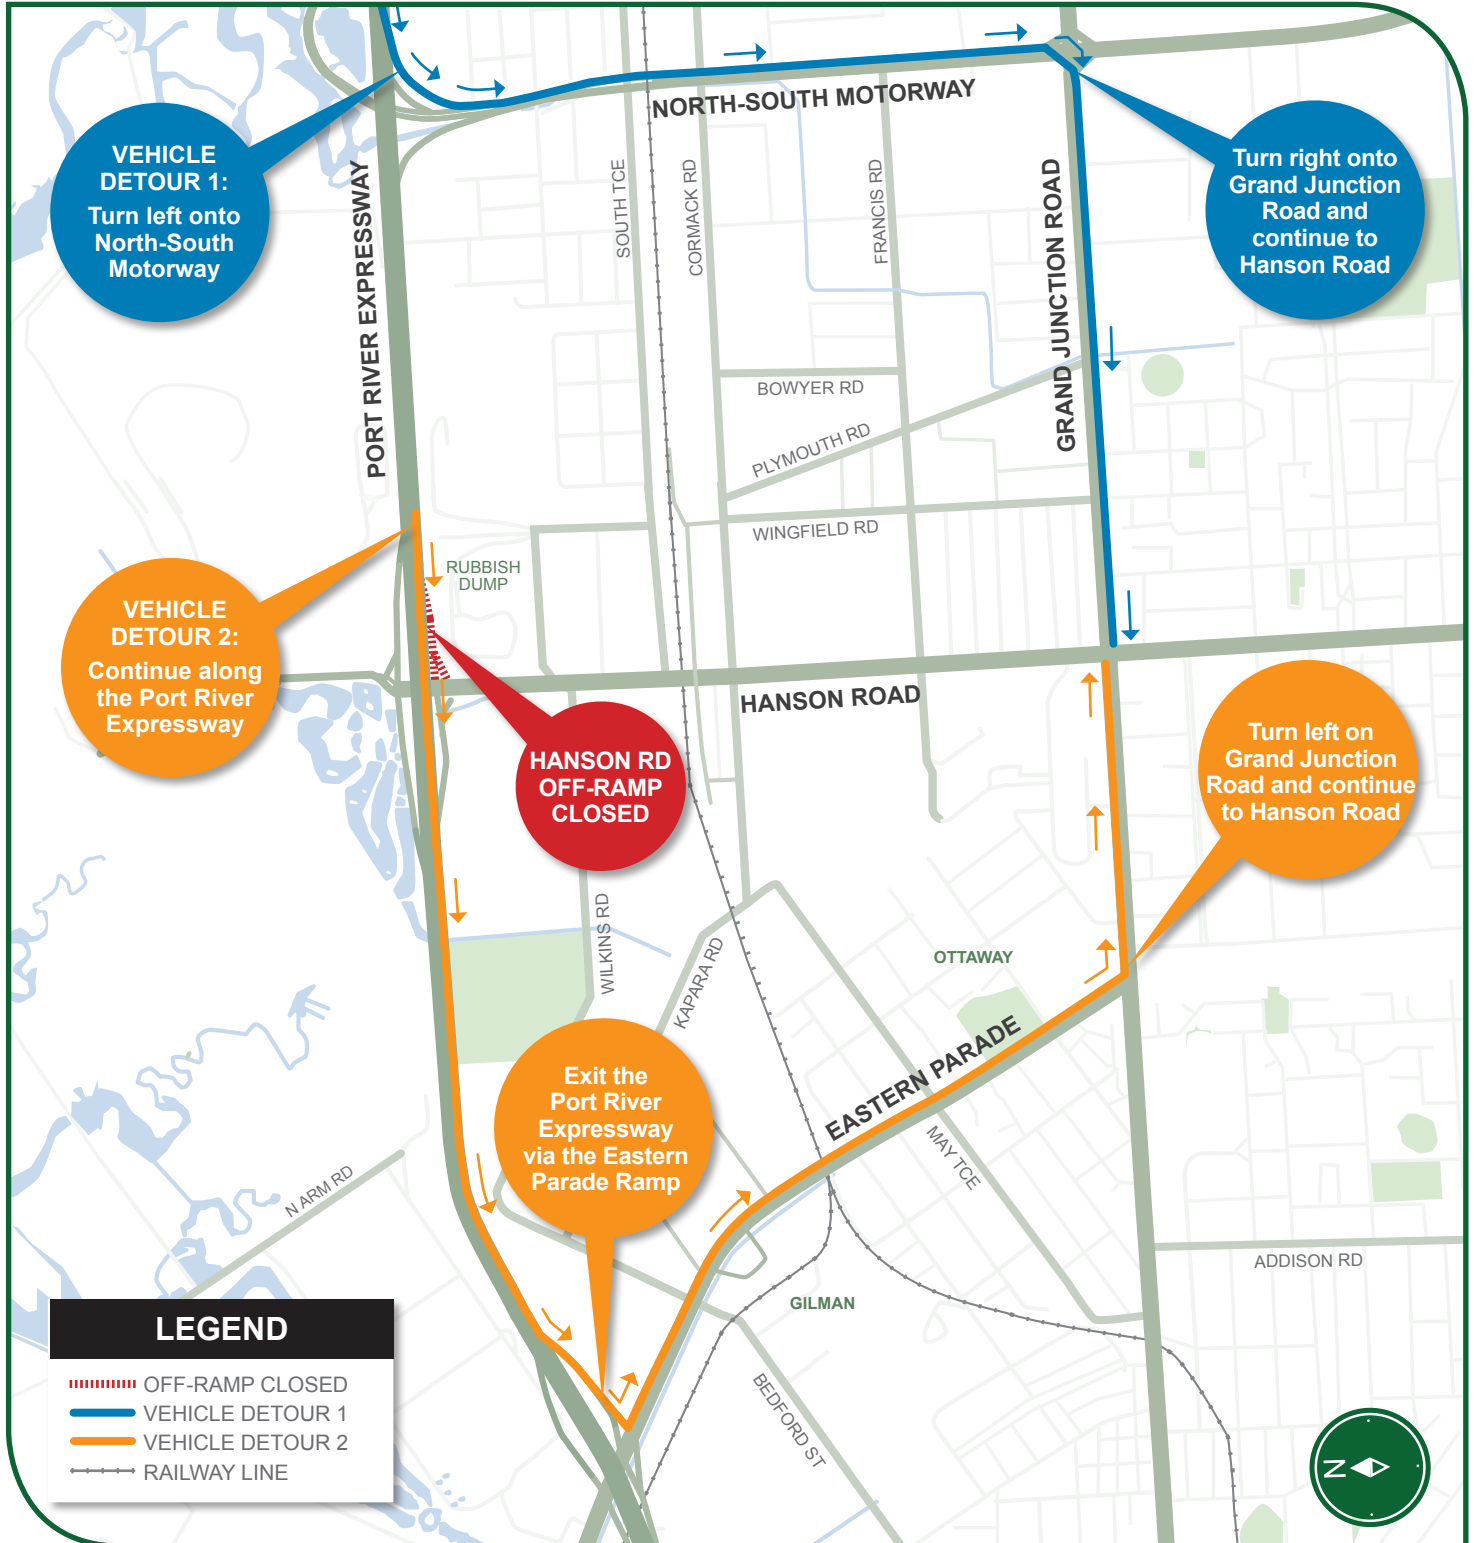 NORTH-SOUTH MOTORWAY
VEHICLE
DETOUR 1:
Turn left onto
North-South
Motorway
PORT RIVER EXPRESSWAY
SOUTH TCE
CORMACK RD
FRANCIS RD
GRAND JUNCTION ROAD
Turn right onto
Grand Junction
Road and
continue to
Hanson Road
BOWYER RD
PLYMOUTH RD
WINGFIELD RD
RUBBISH
DUMP
VEHICLE
DETOUR 2:
Continue along
the Port River
Expressway
HANSON ROAD
HANSON RD
OFF-RAMP
CLOSED
Turn left on
Grand Junction
Road and continue
to Hanson Road
WILKINS RD
KAPARA RD
OTTAWAY
EASTERN PARADE
MAY TCE
Exit the
Port River
Expressway
via the Eastern
Parade Ramp
N ARM RD
ADDISON RD
GILMAN
BEDFORD ST
LEGEND
OFF-RAMP CLOSED
VEHICLE DETOUR 1
VEHICLE DETOUR 2
RAILWAY LINE
N